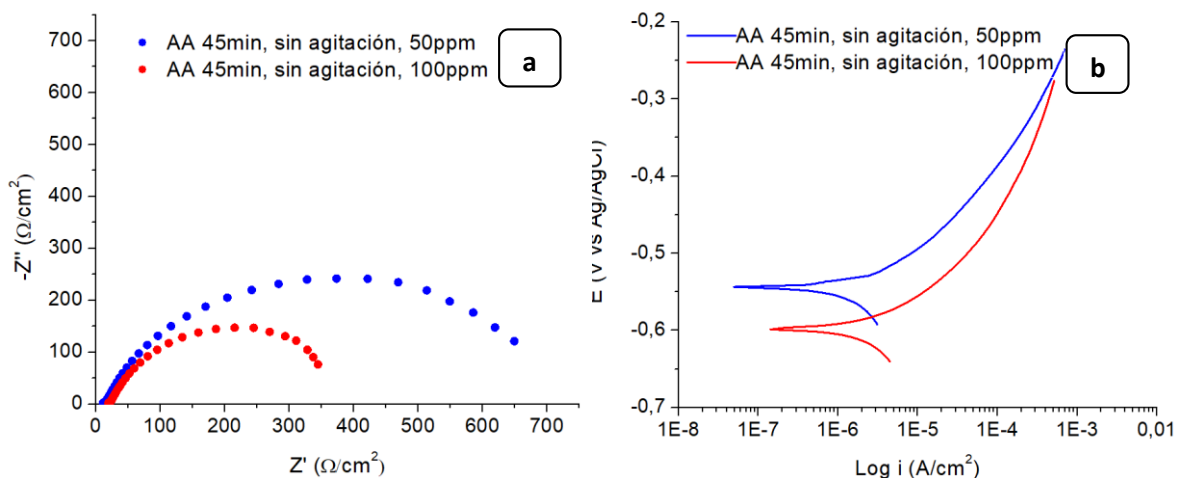 AA 45min, sin agitación, 50ppm
AA 45min, sin agitación, 100ppm
a
700
600
500
400
300
200
100
0
-Z'' (Ω/cm²)
0 100 200 300 400 500 600 700
Z' (Ω/cm²)
AA 45min, sin agitación, 50ppm
AA 45min, sin agitación, 100ppm
b
-0,2
-0,3
-0,4
-0,5
-0,6
-0,7
E (V vs Ag/AgCl)
1E-8 1E-7 1E-6 1E-5 1E-4 1E-3 0,01
Log i (A/cm²)